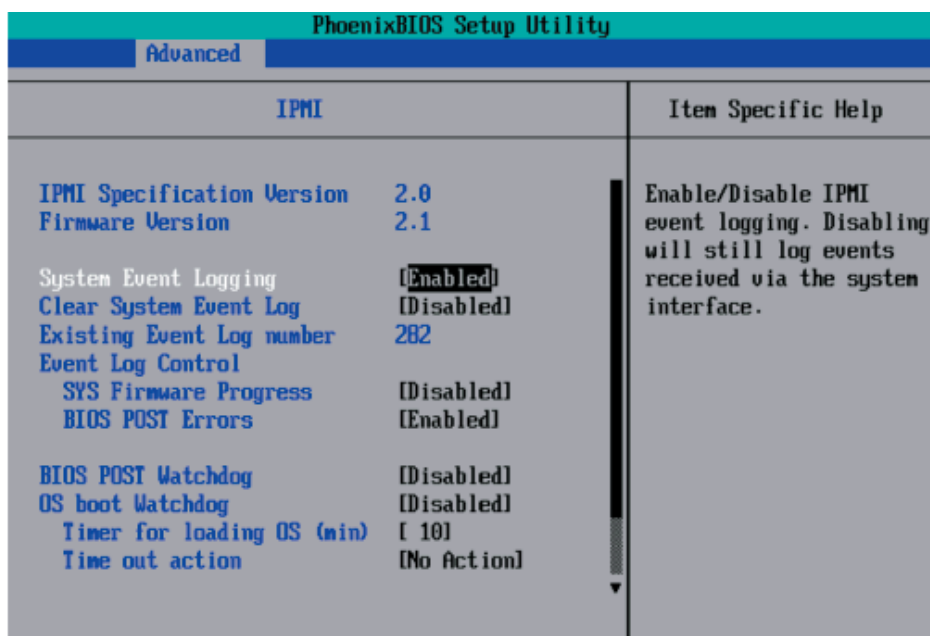 PhoenixBIOS Setup Utility
Advanced
IPMI
Item Specific Help
IPMI Specification Version 2.0
Firmware Version 2.1
System Event Logging [Enabled]
Clear System Event Log [Disabled]
Existing Event Log number 282
Event Log Control
SYS Firmware Progress [Disabled]
BIOS POST Errors [Enabled]
BIOS POST Watchdog [Disabled]
OS boot Watchdog [Disabled]
Timer for loading OS (min) [ 10]
Time out action [No Action]
Enable/Disable IPMI
event logging. Disabling
will still log events
received via the system
interface.